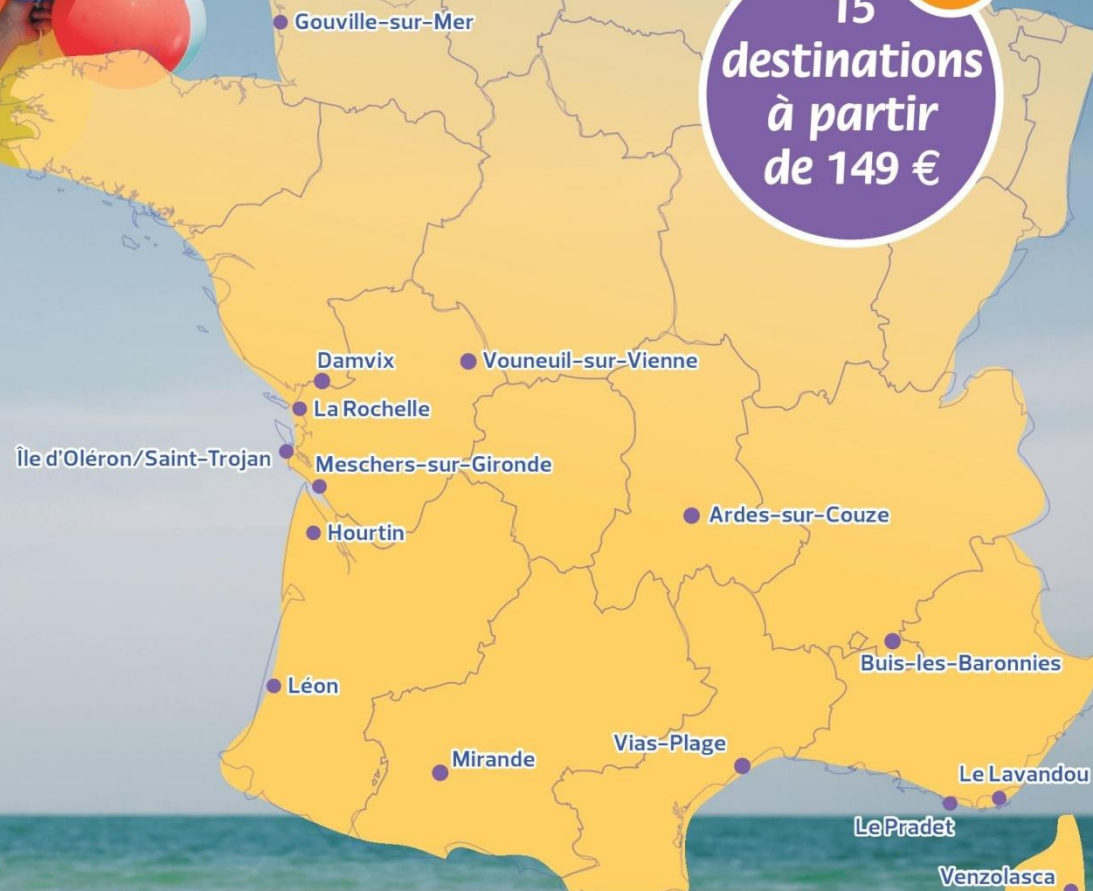 Gouville-sur-Mer
15
destinations
à partir
de 149 €
Damvix
Vouneuil-sur-Vienne
La Rochelle
Île d'Oléron/Saint-Trojan
Meschers-sur-Gironde
Ardes-sur-Couze
Hourtin
Buis-les-Baronnies
Léon
Vias-Plage
Mirande
Le Lavandou
Le Pradet
Venzolasca